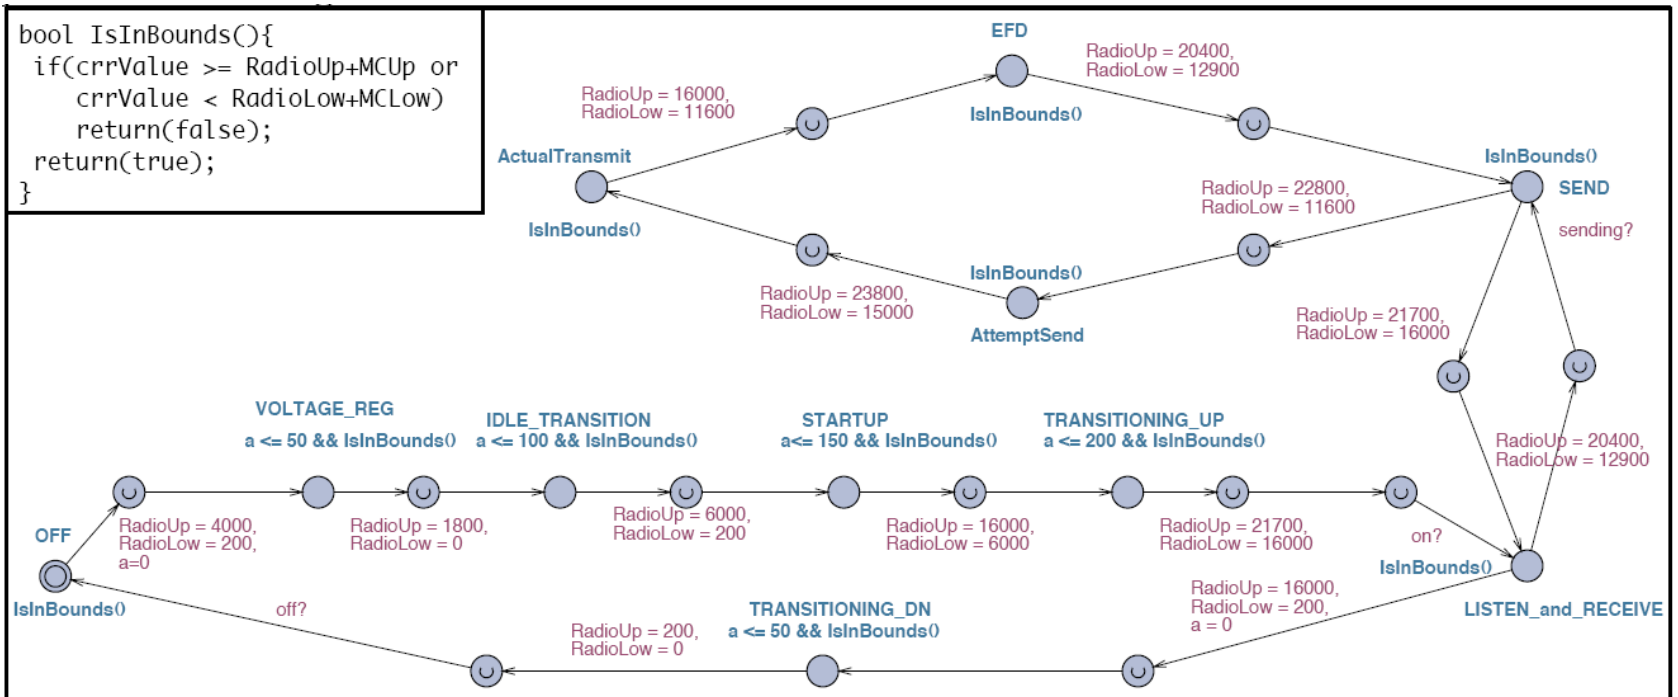 bool IsInBounds(){
if(crrValue >= RadioUp+MCUp or
crrValue < RadioLow+MCLow)
return(false);
return(true);
}
EFD
IsInBounds()
RadioUp = 20400,
RadioLow = 12900
RadioUp = 16000,
RadioLow = 11600
ActualTransmit
IsInBounds()
IsInBounds()
SEND
RadioUp = 22800,
RadioLow = 11600
sending?
IsInBounds()
AttemptSend
RadioUp = 23800,
RadioLow = 15000
RadioUp = 21700,
RadioLow = 16000
RadioUp = 20400,
RadioLow = 12900
VOLTAGE_REG
a <= 50 && IsInBounds()
IDLE_TRANSITION
a <= 100 && IsInBounds()
STARTUP
a<= 150 && IsInBounds()
TRANSITIONING_UP
a <= 200 && IsInBounds()
OFF
IsInBounds()
RadioUp = 4000,
RadioLow = 200,
a=0
RadioUp = 1800,
RadioLow = 0
RadioUp = 6000,
RadioLow = 200
RadioUp = 16000,
RadioLow = 6000
RadioUp = 21700,
RadioLow = 16000
on?
IsInBounds()
LISTEN_and_RECEIVE
RadioUp = 16000,
RadioLow = 200,
a = 0
TRANSITIONING_DN
a <= 50 && IsInBounds()
RadioUp = 200,
RadioLow = 0
off?